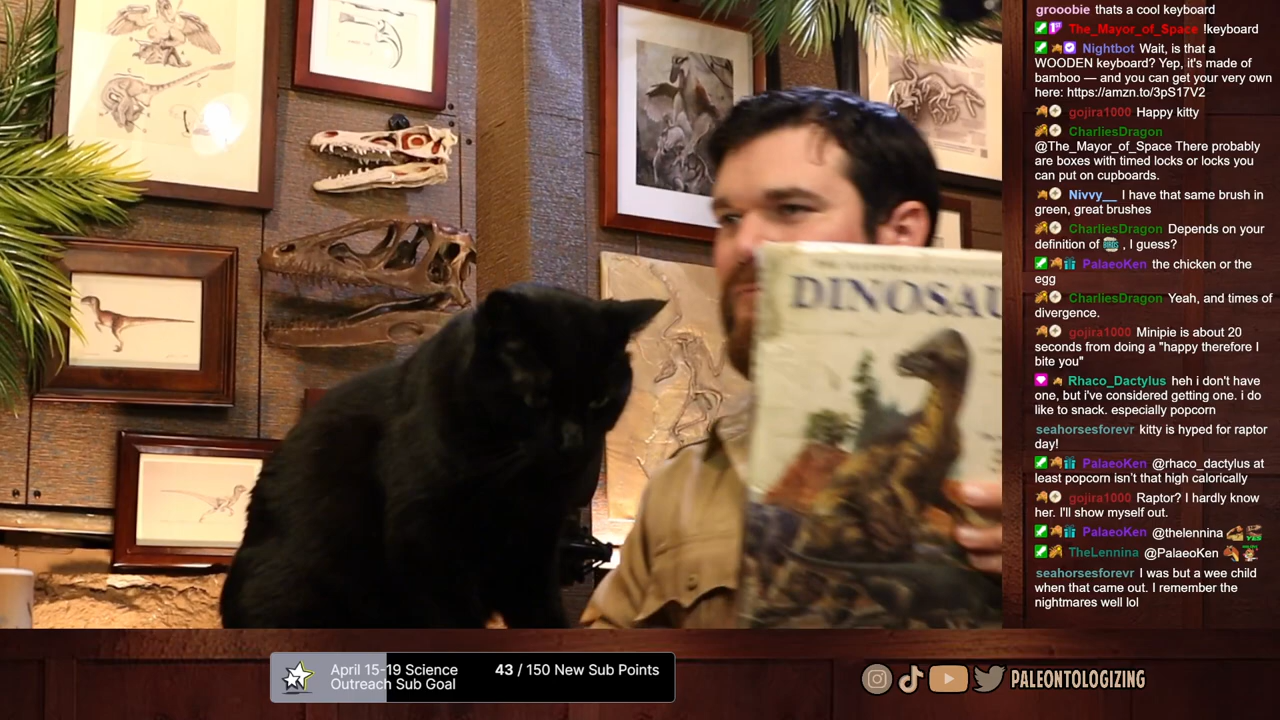 DINOSAU
grooobie thats a cool keyboard
The_Mayor_of_Space !keyboard
Nightbot Wait, is that a
WOODEN keyboard? Yep, it's made of
bamboo — and you can get your very own
here: https://amzn.to/3pS17V2
gojira1000 Happy kitty
CharliesDragon
@The_Mayor_of_Space There probably
are boxes with timed locks or locks you
can put on cupboards.
Nivvy__ I have that same brush in
green, great brushes
CharliesDragon Depends on your
definition of , I guess?
PalaeoKen the chicken or the
egg
CharliesDragon Yeah, and times of
divergence.
gojira1000 Minipie is about 20
seconds from doing a "happy therefore I
bite you"
Rhaco_Dactylus heh i don't have
one, but i've considered getting one. i do
like to snack. especially popcorn
seahorsesforevr kitty is hyped for raptor
day!
PalaeoKen @rhaco_dactylus at
least popcorn isn't that high calorically
gojira1000 Raptor? I hardly know
her. I'll show myself out.
PalaeoKen @thelennina
TheLennina @PalaeoKen
seahorsesforevr I was but a wee child
when that came out. I remember the
nightmares well lol
April 15-19 Science
Outreach Sub Goal
43 / 150 New Sub Points
PALEONTOLOGIZING